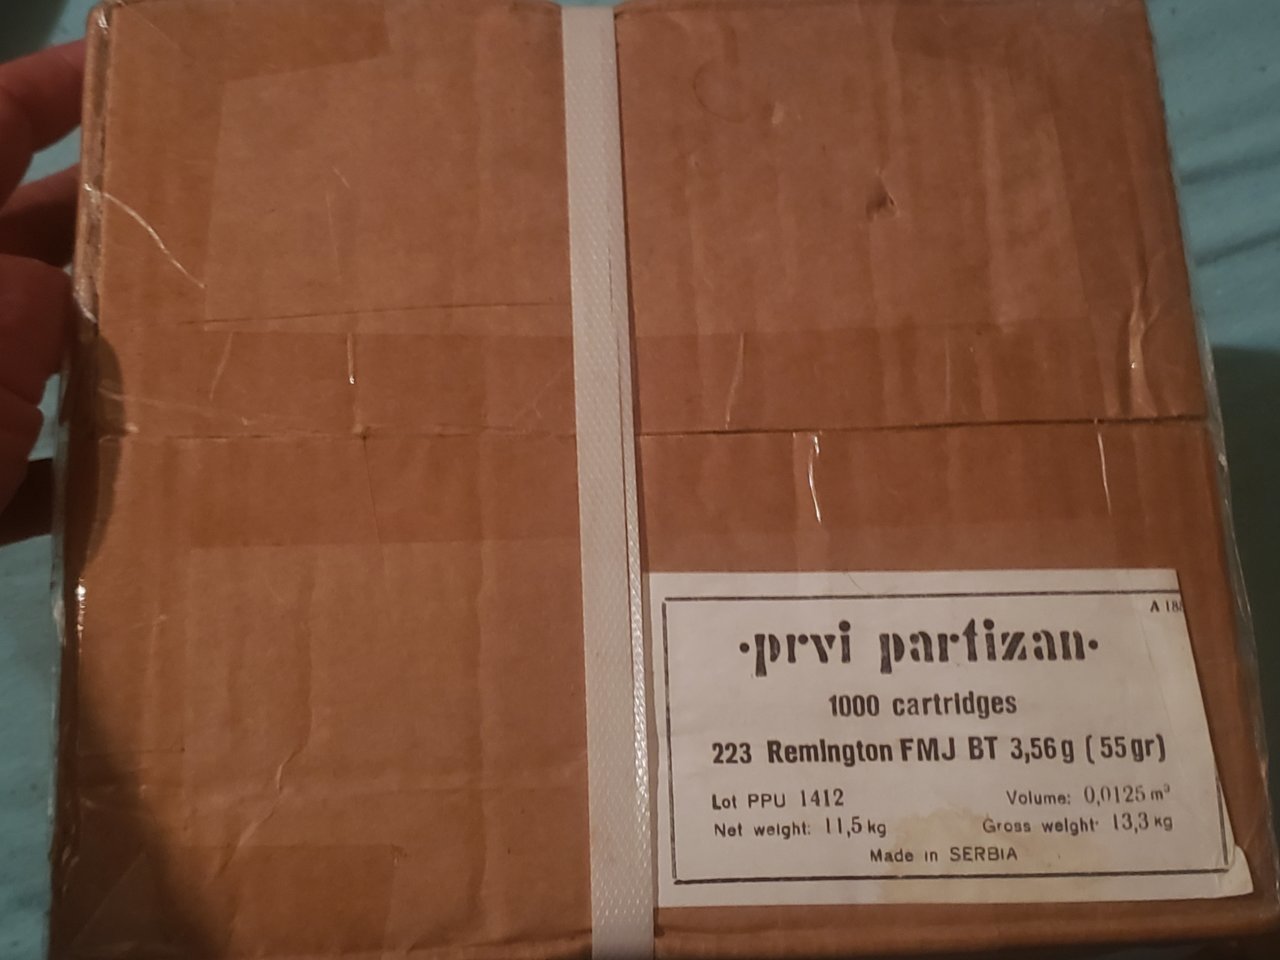 A 18
·prvi partizan·
1000 cartridges
223 Remington FMJ BT 3,56g (55gr)
Lot PPU 1412 Volume: 0,0125 m³
Net weight: 11,5 kg Gross weight: 13,3 kg
Made in SERBIA